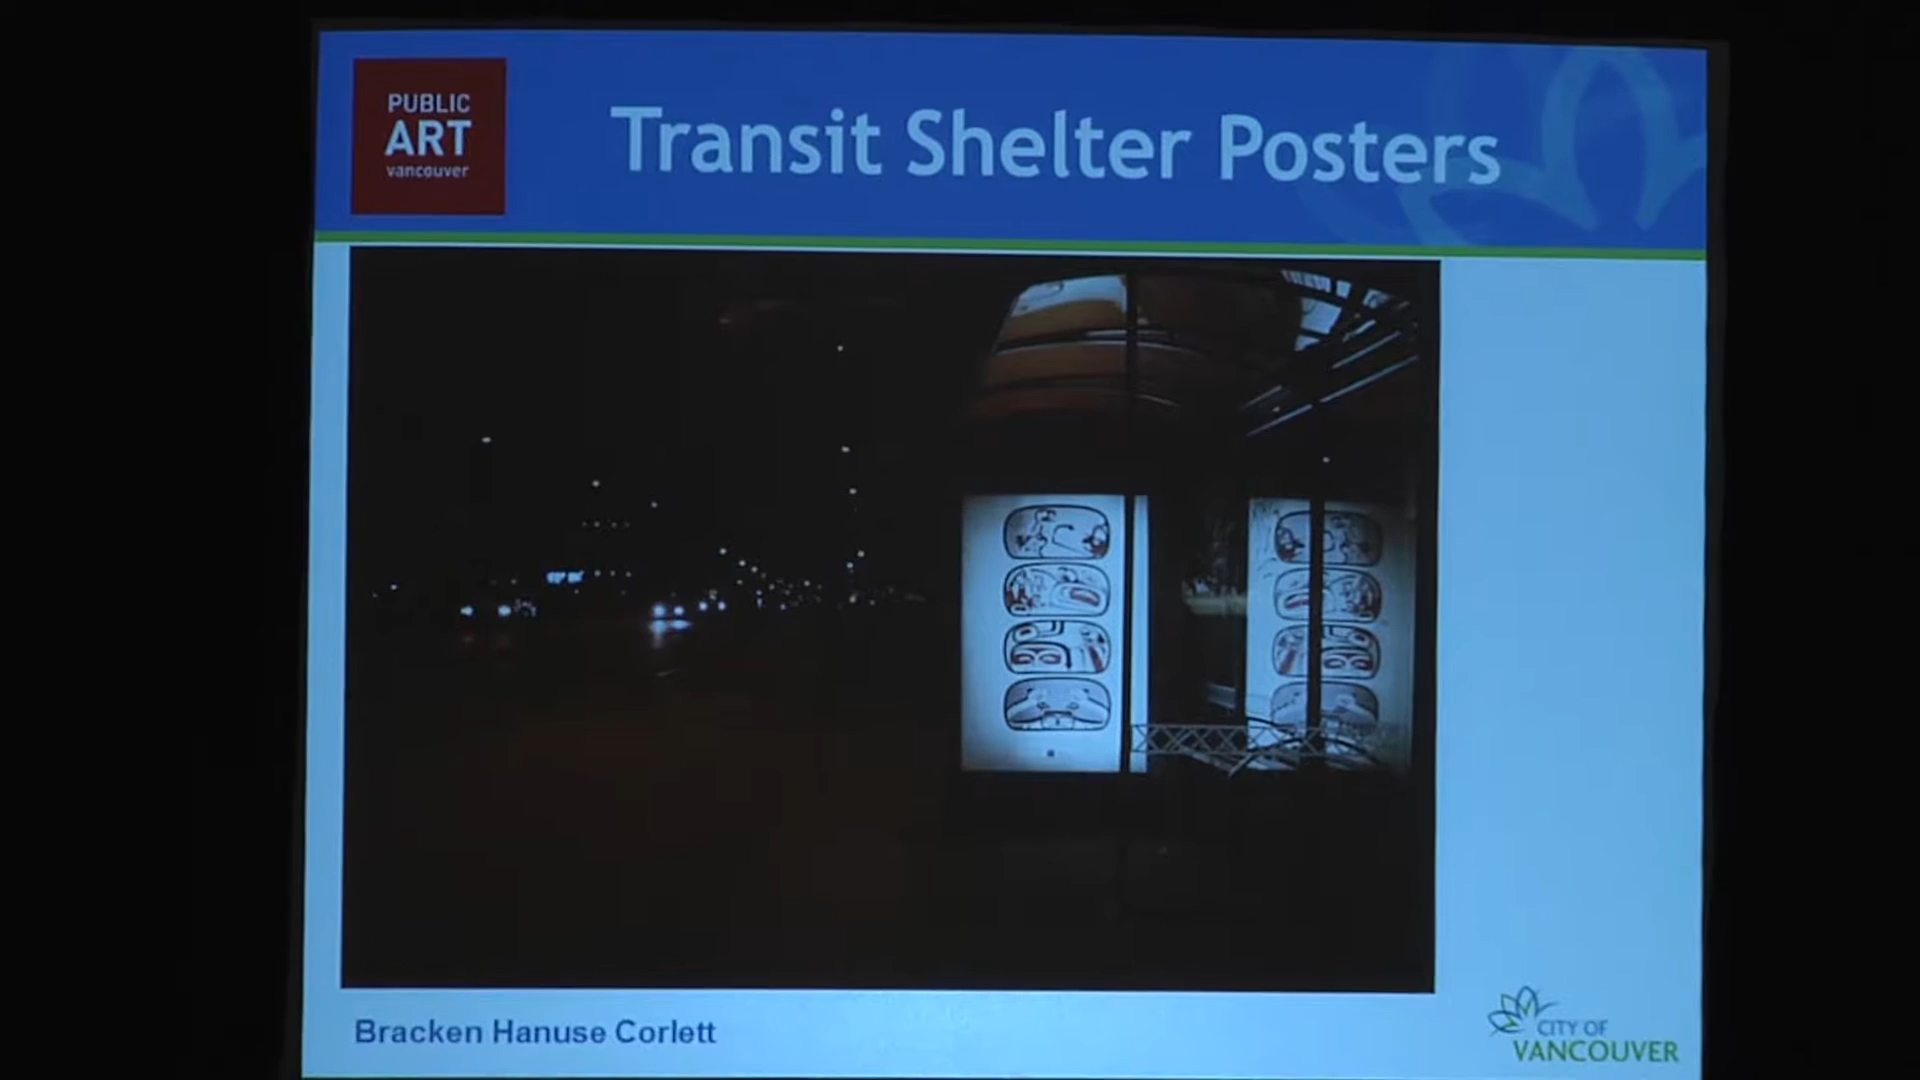 PUBLIC
ART
vancouver
Transit Shelter Posters
Bracken Hanuse Corlett
CITY OF
VANCOUVER